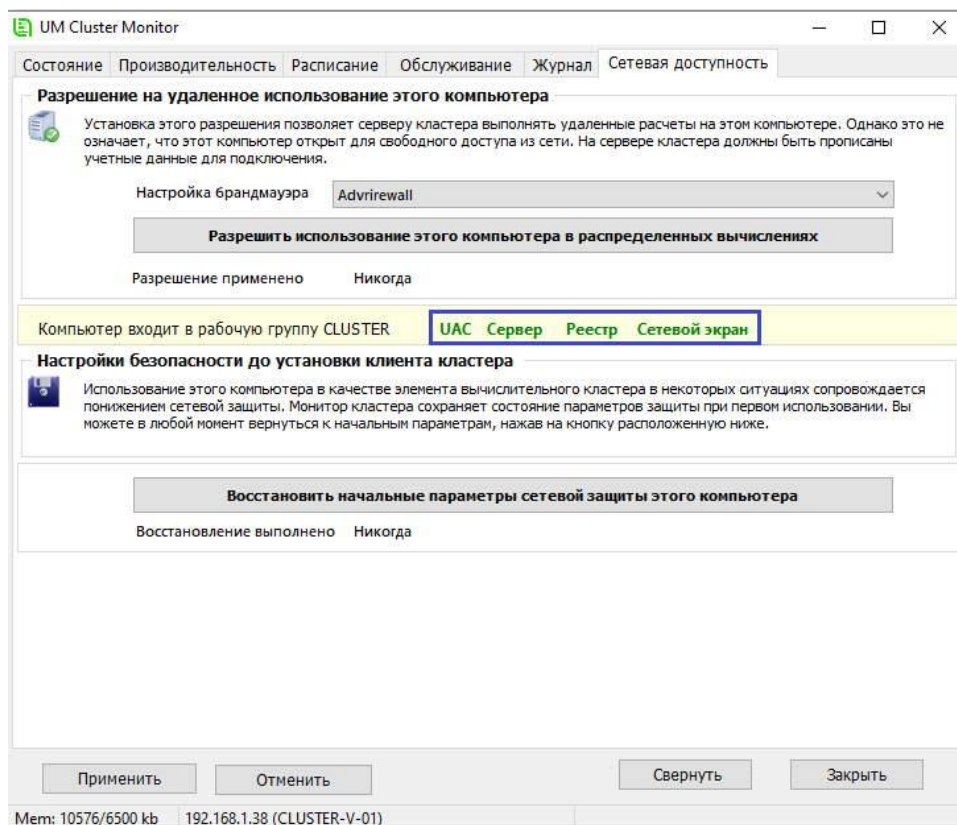 UM Cluster Monitor
Состояние Производительность Расписание Обслуживание Журнал Сетевая доступность
Разрешение на удаленное использование этого компьютера
Установка этого разрешения позволяет серверу кластера выполнять удаленные расчеты на этом компьютере. Однако это не
означает, что этот компьютер открыт для свободного доступа из сети. На сервере кластера должны быть прописаны
учетные данные для подключения.
Настройка брандмауэра Advrirewall
Разрешить использование этого компьютера в распределенных вычислениях
Разрешение применено Никогда
Компьютер входит в рабочую группу CLUSTER UAC Сервер Реестр Сетевой экран
Настройки безопасности до установки клиента кластера
Использование этого компьютера в качестве элемента вычислительного кластера в некоторых ситуациях сопровождается
понижением сетевой защиты. Монитор кластера сохраняет состояние параметров защиты при первом использовании. Вы
можете в любой момент вернуться к начальным параметрам, нажав на кнопку расположенную ниже.
Восстановить начальные параметры сетевой защиты этого компьютера
Восстановление выполнено Никогда
Применить Отменить Свернуть Закрыть
Mem: 10576/6500 kb 192.168.1.38 (CLUSTER-V-01)